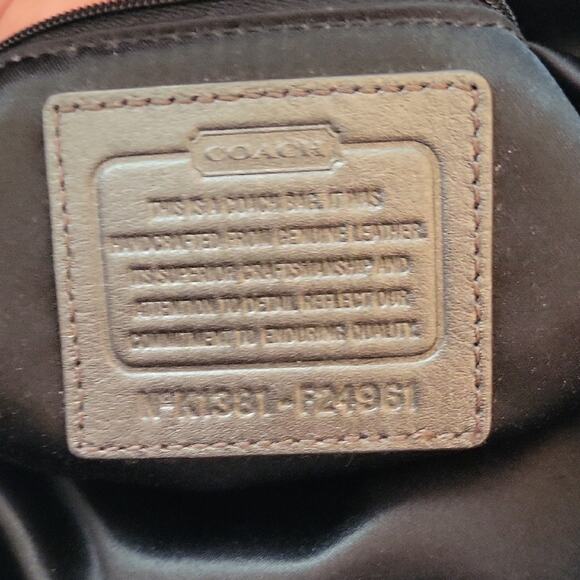 COACH
THIS IS A COACH BAG. IT WAS
HANDCRAFTED FROM GENUINE LEATHER.
ITS SUPERIOR CRAFTSMANSHIP AND
ATTENTION TO DETAIL REFLECT OUR
COMMITMENT TO ENDURING QUALITY.
Nº K1381-F24961